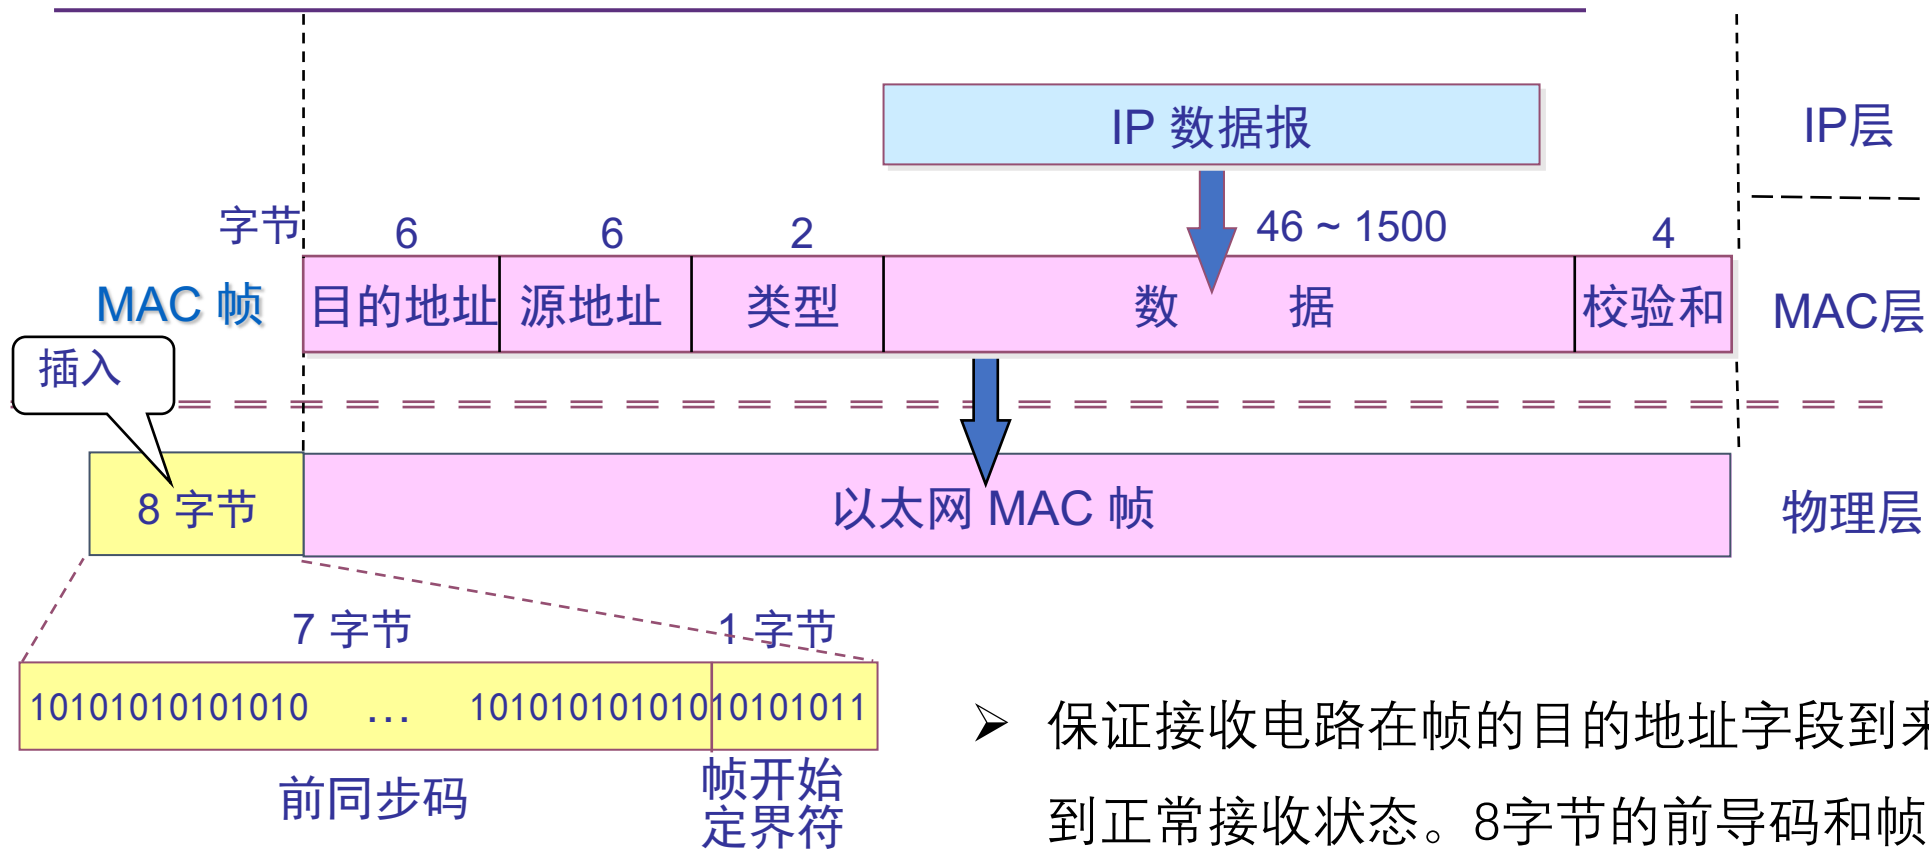 IP 数据报
IP层
字节 6 6 2 46 ~ 1500 4
MAC 帧 目的地址 源地址 类型 数 据 校验和 MAC层
插入
8 字节 以太网 MAC 帧 物理层
7 字节 1 字节
10101010101010 … 101010101010 10101011
前同步码
帧开始
定界符
➢ 保证接收电路在帧的目的地址字段到来
到正常接收状态。8字节的前导码和帧